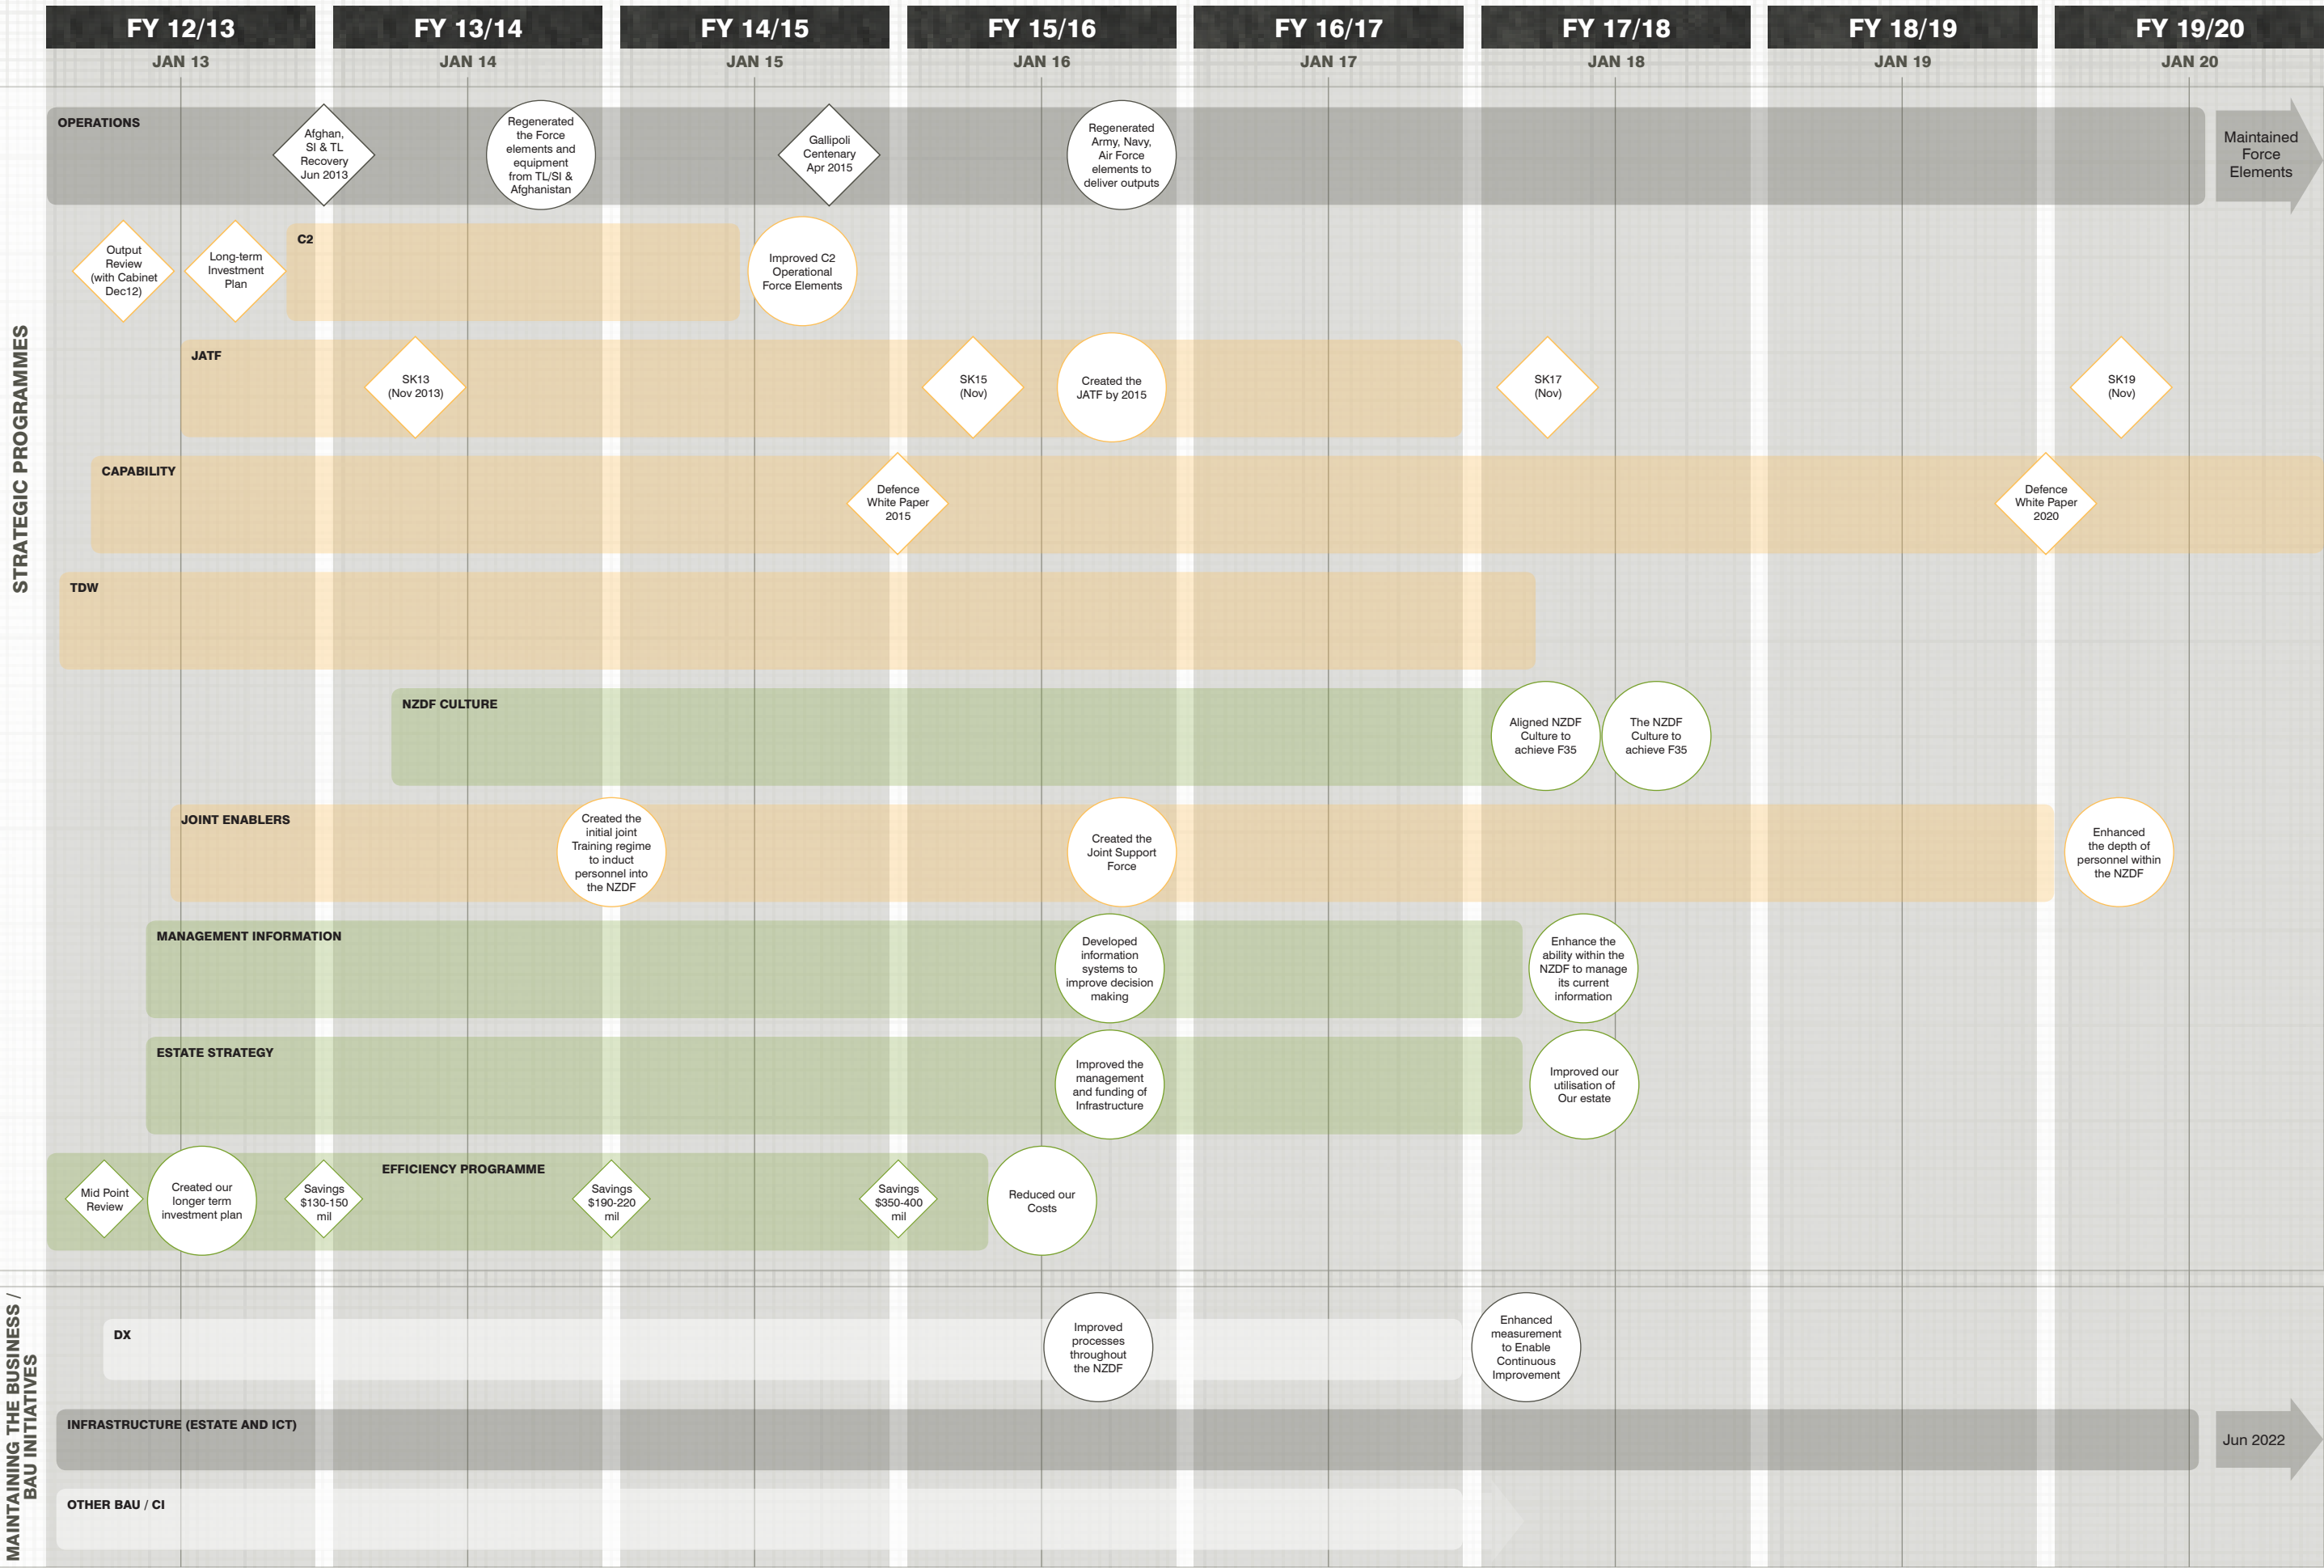 FY 12/13
FY 13/14
FY 14/15
FY 15/16
FY 16/17
FY 17/18
FY 18/19
FY 19/20
JAN 13
JAN 14
JAN 15
JAN 16
JAN 17
JAN 18
JAN 19
JAN 20
STRATEGIC PROGRAMMES
OPERATIONS
Afghan,
SI & TL
Recovery
Jun 2013
Regenerated
the Force
elements and
equipment
from TL/SI &
Afghanistan
Gallipoli
Centenary
Apr 2015
Regenerated
Army, Navy,
Air Force
elements to
deliver outputs
Maintained
Force
Elements
Output
Review
(with Cabinet
Dec12)
Long-term
Investment
Plan
C2
Improved C2
Operational
Force Elements
JATF
SK13
(Nov 2013)
SK15
(Nov)
Created the
JATF by 2015
SK17
(Nov)
SK19
(Nov)
CAPABILITY
Defence
White Paper
2015
Defence
White Paper
2020
TDW
NZDF CULTURE
Aligned NZDF
Culture to
achieve F35
The NZDF
Culture to
achieve F35
JOINT ENABLERS
Created the
initial joint
Training regime
to induct
personnel into
the NZDF
Created the
Joint Support
Force
Enhanced
the depth of
personnel within
the NZDF
MANAGEMENT INFORMATION
Developed
information
systems to
improve decision
making
Enhance the
ability within the
NZDF to manage
its current
information
ESTATE STRATEGY
Improved the
management
and funding of
Infrastructure
Improved our
utilisation of
Our estate
Mid Point
Review
Created our
longer term
investment plan
Savings
$130-150
mil
EFFICIENCY PROGRAMME
Savings
$190-220
mil
Savings
$350-400
mil
Reduced our
Costs
MAINTAINING THE BUSINESS /
BAU INITIATIVES
DX
Improved
processes
throughout
the NZDF
Enhanced
measurement
to Enable
Continuous
Improvement
INFRASTRUCTURE (ESTATE AND ICT)
Jun 2022
OTHER BAU / CI